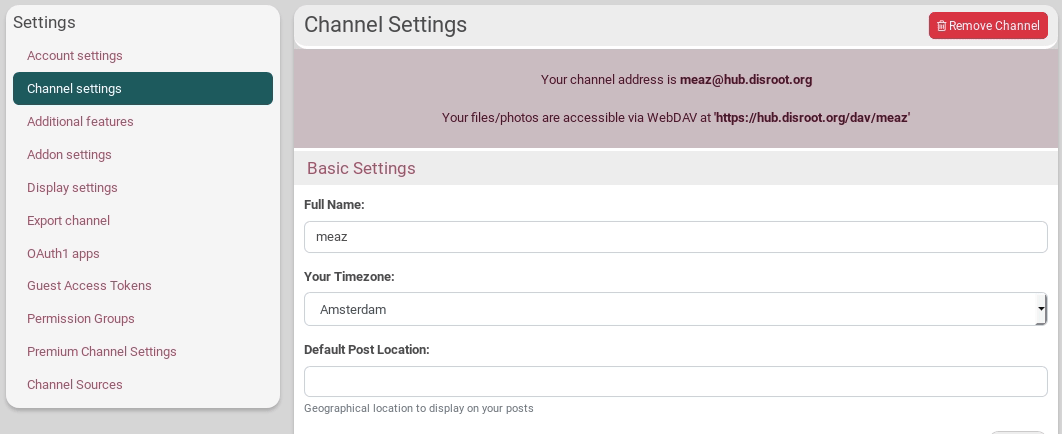 Settings
Account settings
Channel settings
Additional features
Addon settings
Display settings
Export channel
OAuth1 apps
Guest Access Tokens
Permission Groups
Premium Channel Settings
Channel Sources
Channel Settings
Remove Channel
Your channel address is meaz@hub.disroot.org
Your files/photos are accessible via WebDAV at 'https://hub.disroot.org/dav/meaz'
Basic Settings
Full Name:
meaz
Your Timezone:
Amsterdam
Default Post Location:
Geographical location to display on your posts